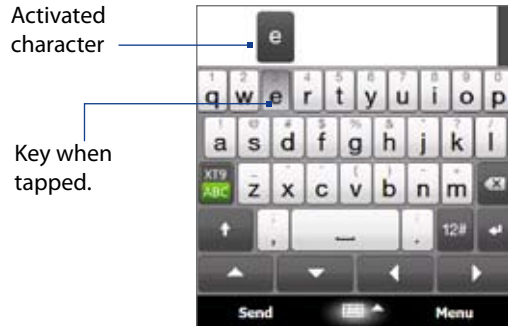 Activated
character
e
1 2 3 4 5 6 7 8 9 0
q w e r t y u i o p
! @ # $ % & * ? /
a s d f g h j k l
XT9
ABC
z x c v b n m
, . 12#
Key when
tapped.
Send Menu